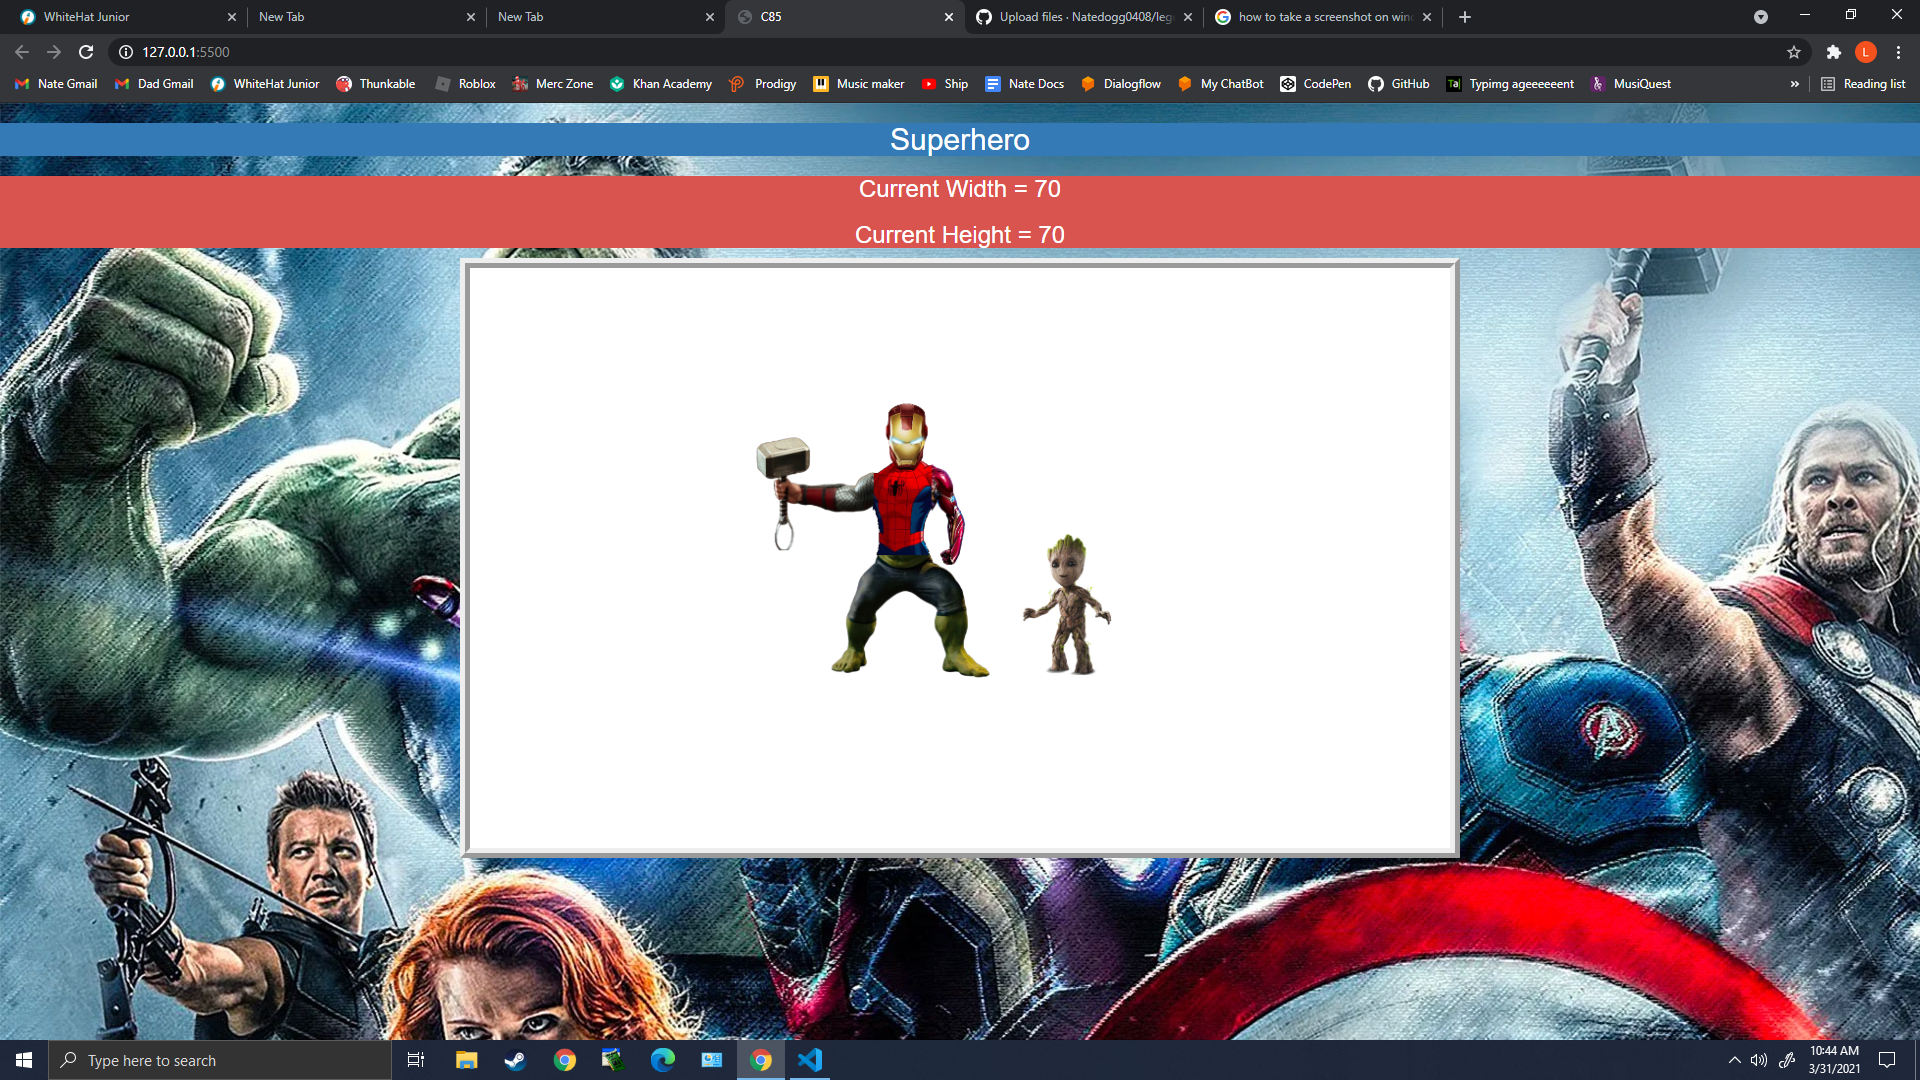 WhiteHat Junior
New Tab
New Tab
C85
Upload files · Natedogg0408/leg
how to take a screenshot on win
127.0.0.1:5500
L
Nate Gmail
Dad Gmail
WhiteHat Junior
Thunkable
Roblox
Merc Zone
Khan Academy
Prodigy
Music maker
Ship
Nate Docs
Dialogflow
My ChatBot
CodePen
GitHub
Ta|
Typimg ageeeeeent
MusiQuest
»
Reading list
Superhero
Current Width = 70
Current Height = 70
Type here to search
10:44 AM
3/31/2021